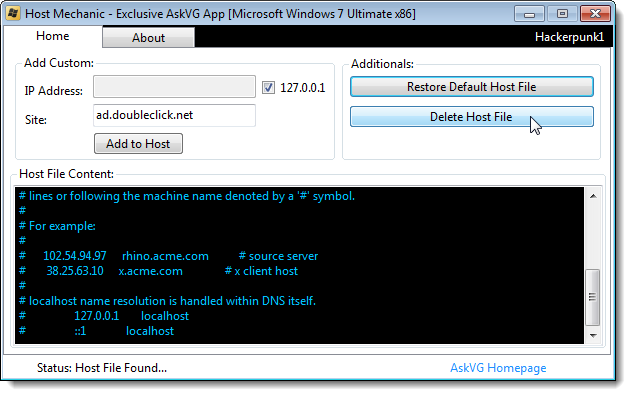 Host Mechanic - Exclusive AskVG App [Microsoft Windows 7 Ultimate x86]
Home
About
Hackerpunk1
Add Custom:
IP Address:
127.0.0.1
Site:
ad.doubleclick.net
Add to Host
Additionals:
Restore Default Host File
Delete Host File
Host File Content:
# lines or following the machine name denoted by a '#' symbol.
#
# For example:
#
# 102.54.94.97 rhino.acme.com # source server
# 38.25.63.10 x.acme.com # x client host
#
# localhost name resolution is handled within DNS itself.
# 127.0.0.1 localhost
# ::1 localhost
Status: Host File Found...
AskVG Homepage